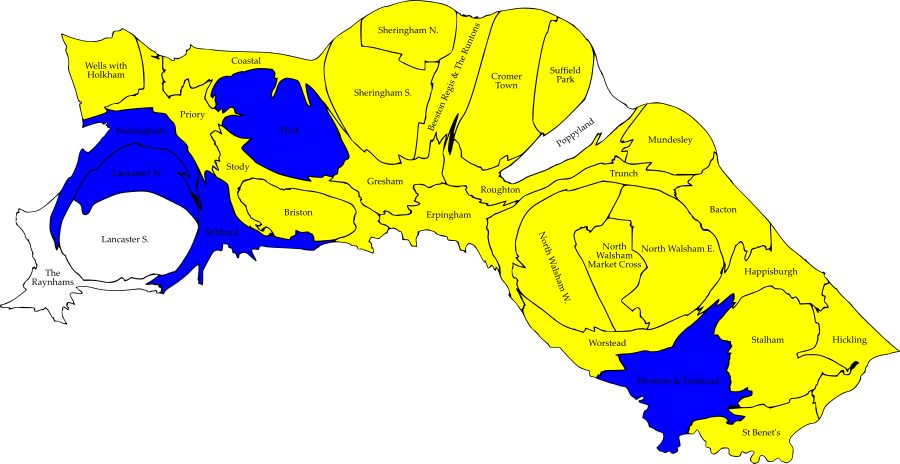 Sheringham N.
Coastal
Wells with
Holkham
Sheringham S.
Beeston Regis & The Runtons
Cromer
Town
Suffield
Park
Priory
Walsingham
Holt
Poppyland
Mundesley
Stody
Lancaster N.
Gresham
Roughton
Trunch
Briston
Erpingham
Bacton
Stibbard
Lancaster S.
North Walsham W.
North
Walsham
Market Cross
North Walsham E.
The
Raynhams
Happisburgh
Worstead
Stalham
Hickling
Hoveton & Tunstead
St Benet's